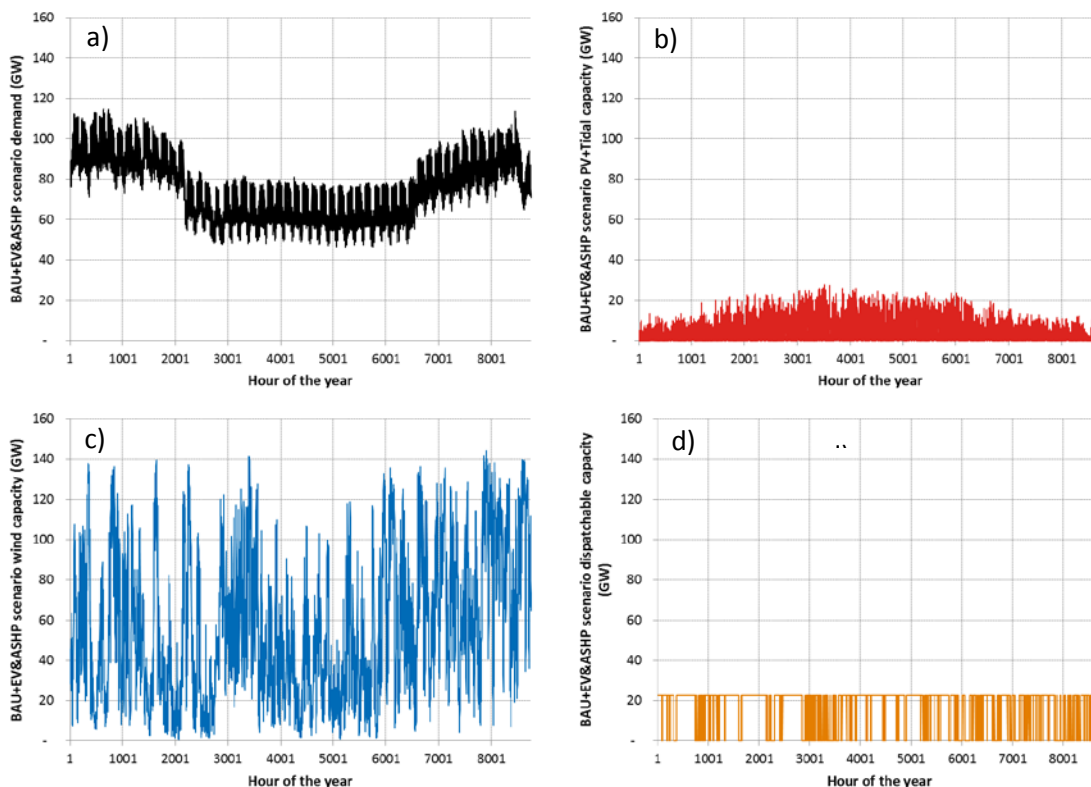 a)
BAU+EV&ASHP scenario demand (GW)
160
140
120
100
80
60
40
20
-
1 1001 2001 3001 4001 5001 6001 7001 8001
Hour of the year
b)
BAU+EV&ASHP scenario PV+Tidal capacity (GW)
160
140
120
100
80
60
40
20
-
1 1001 2001 3001 4001 5001 6001 7001 8001
Hour of the year
c)
BAU+EV&ASHP scenario wind capacity (GW)
160
140
120
100
80
60
40
20
-
1 1001 2001 3001 4001 5001 6001 7001 8001
Hour of the year
d)
BAU+EV&ASHP scenario dispatchable capacity
(GW)
160
140
120
100
80
60
40
20
-
1 1001 2001 3001 4001 5001 6001 7001 8001
Hour of the year